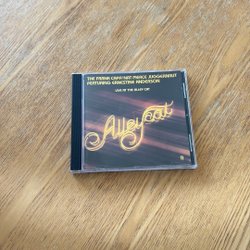 THE FRANK CAPP/NAT PIERCE JUGGERNAUT
FEATURING ERNESTINE ANDERSON
LIVE AT THE ALLEY CAT
Alley Cat